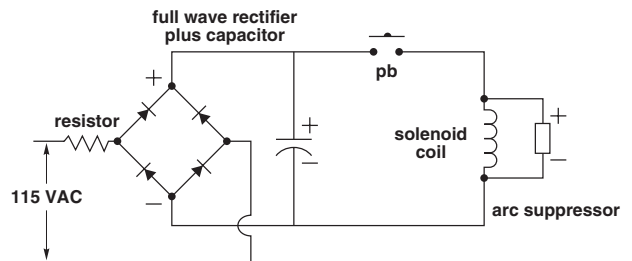 full wave rectifier
plus capacitor
+
pb
resistor
+
+
solenoid
coil
−
−
115 VAC
−
arc suppressor